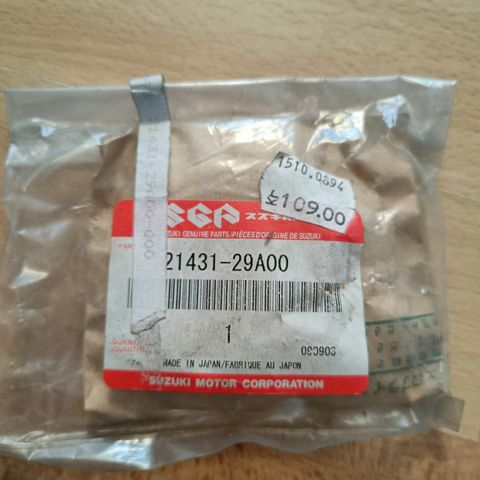 1510.0894
kr 109.00
SGP スズキ
SUZUKI GENUINE PARTS/PIÈCES D'ORIGINE DE SUZUKI
21431-29A00
1
MADE IN JAPAN/FABRIQUE AU JAPON
SUZUKI MOTOR CORPORATION